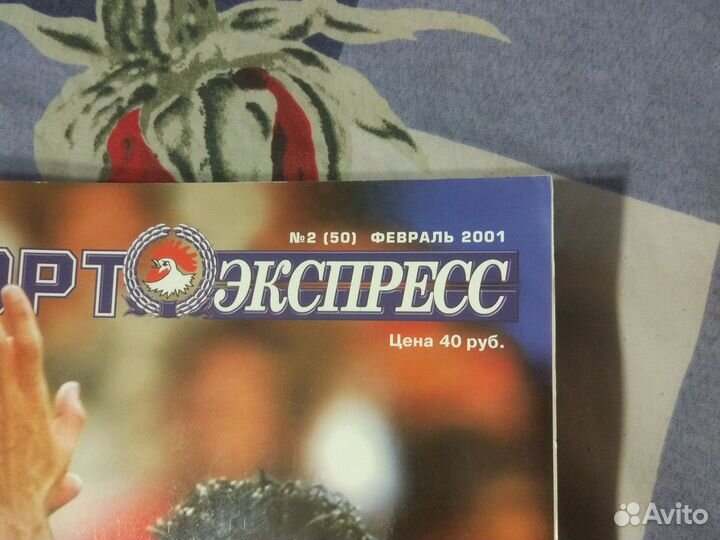 №2 (50) ФЕВРАЛЬ 2001
ОРТ ЭКСПРЕСС
Цена 40 руб.
Avito